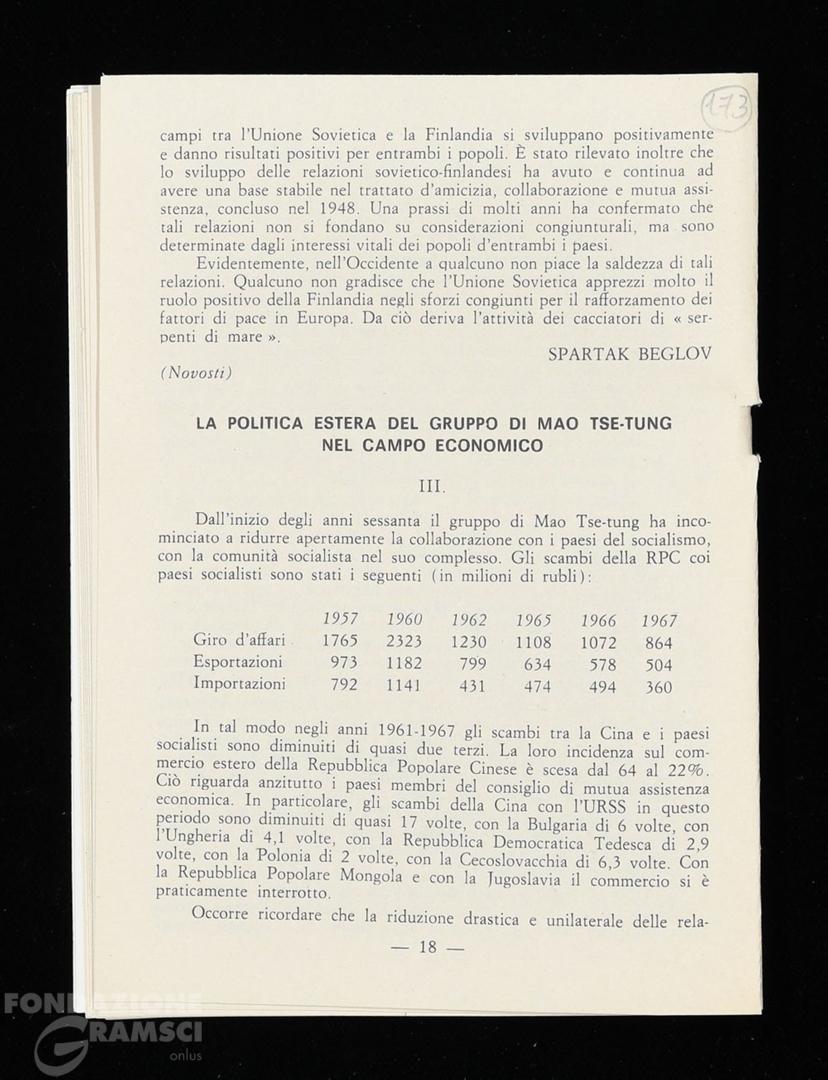 173
campi tra l'Unione Sovietica e la Finlandia si sviluppano positivamente
e danno risultati positivi per entrambi i popoli. È stato rilevato inoltre che
lo sviluppo delle relazioni sovietico-finlandesi ha avuto e continua ad
avere una base stabile nel trattato d'amicizia, collaborazione e mutua assi-
stenza, concluso nel 1948. Una prassi di molti anni ha confermato che
tali relazioni non si fondano su considerazioni congiunturali, ma sono
determinate dagli interessi vitali dei popoli d'entrambi i paesi.
Evidentemente, nell'Occidente a qualcuno non piace la saldezza di tali
relazioni. Qualcuno non gradisce che l'Unione Sovietica apprezzi molto il
ruolo positivo della Finlandia negli sforzi congiunti per il rafforzamento dei
fattori di pace in Europa. Da ciò deriva l'attività dei cacciatori di « ser-
penti di mare ».
SPARTAK BEGLOV
(Novosti)
LA POLITICA ESTERA DEL GRUPPO DI MAO TSE-TUNG
NEL CAMPO ECONOMICO
III.
Dall'inizio degli anni sessanta il gruppo di Mao Tse-tung ha inco-
minciato a ridurre apertamente la collaborazione con i paesi del socialismo,
con la comunità socialista nel suo complesso. Gli scambi della RPC coi
paesi socialisti sono stati i seguenti (in milioni di rubli):
1957 1960 1962 1965 1966 1967
Giro d'affari 1765 2323 1230 1108 1072 864
Esportazioni 973 1182 799 634 578 504
Importazioni 792 1141 431 474 494 360
In tal modo negli anni 1961-1967 gli scambi tra la Cina e i paesi
socialisti sono diminuiti di quasi due terzi. La loro incidenza sul com-
mercio estero della Repubblica Popolare Cinese è scesa dal 64 al 22%.
Ciò riguarda anzitutto i paesi membri del consiglio di mutua assistenza
economica. In particolare, gli scambi della Cina con l'URSS in questo
periodo sono diminuiti di quasi 17 volte, con la Bulgaria di 6 volte, con
l'Ungheria di 4,1 volte, con la Repubblica Democratica Tedesca di 2,9
volte, con la Polonia di 2 volte, con la Cecoslovacchia di 6,3 volte. Con
la Repubblica Popolare Mongola e con la Jugoslavia il commercio si è
praticamente interrotto.
Occorre ricordare che la riduzione drastica e unilaterale delle rela-
— 18 —
FONDAZIONE
GRAMSCI
onlus